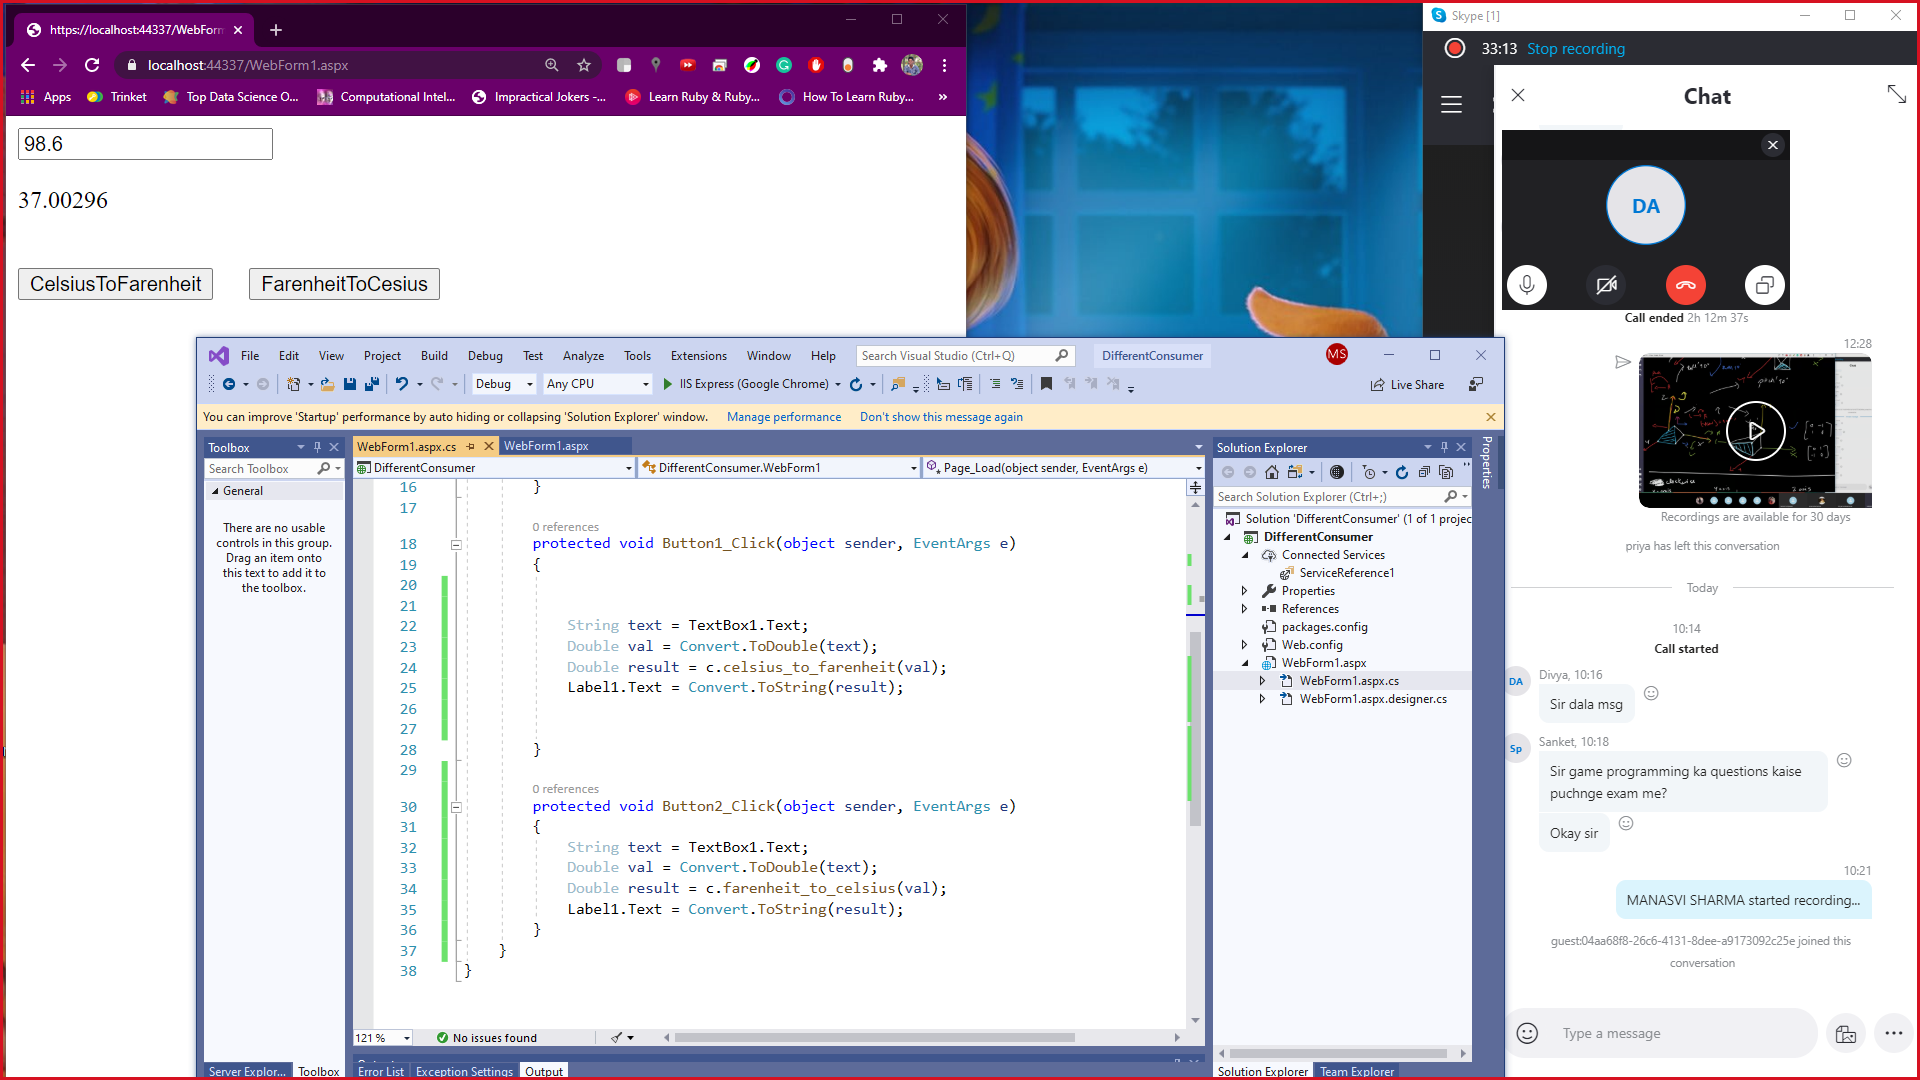 https://localhost:44337/WebForm
localhost:44337/WebForm1.aspx
Apps
Trinket
Top Data Science O...
Computational Intel...
Impractical Jokers -...
Learn Ruby & Ruby...
How To Learn Ruby...
»
98.6
37.00296
CelsiusToFarenheit
FarenheitToCesius
Skype [1]
33:13 Stop recording
Chat
DA
Call ended 2h 12m 37s
12:28
Recordings are available for 30 days
priya has left this conversation
Today
10:14
Call started
DA
Divya, 10:16
Sir dala msg
Sp
Sanket, 10:18
Sir game programming ka questions kaise
puchnge exam me?
Okay sir
10:21
MANASVI SHARMA started recording...
guest:04aa68f8-26c6-4131-8dee-a9173092c25e joined this
conversation
Type a message
File Edit View Project Build Debug Test Analyze Tools Extensions Window Help
Search Visual Studio (Ctrl+Q)
DifferentConsumer
MS
Debug
Any CPU
IIS Express (Google Chrome)
Live Share
You can improve 'Startup' performance by auto hiding or collapsing 'Solution Explorer' window. Manage performance Don't show this message again
Toolbox
Search Toolbox
General
There are no usable
controls in this group.
Drag an item onto
this text to add it to
the toolbox.
WebForm1.aspx.cs
WebForm1.aspx
DifferentConsumer
DifferentConsumer.WebForm1
Page_Load(object sender, EventArgs e)
16 }
17
0 references
18 protected void Button1_Click(object sender, EventArgs e)
19 {
20
21
22 String text = TextBox1.Text;
23 Double val = Convert.ToDouble(text);
24 Double result = c.celsius_to_farenheit(val);
25 Label1.Text = Convert.ToString(result);
26
27
28 }
29
0 references
30 protected void Button2_Click(object sender, EventArgs e)
31 {
32 String text = TextBox1.Text;
33 Double val = Convert.ToDouble(text);
34 Double result = c.farenheit_to_celsius(val);
35 Label1.Text = Convert.ToString(result);
36 }
37 }
38 }
121 %
No issues found
Server Explor...
Toolbox
Error List
Exception Settings
Output
Solution Explorer
Search Solution Explorer (Ctrl+;)
Solution 'DifferentConsumer' (1 of 1 projec
DifferentConsumer
Connected Services
ServiceReference1
Properties
References
packages.config
Web.config
WebForm1.aspx
WebForm1.aspx.cs
WebForm1.aspx.designer.cs
Solution Explorer
Team Explorer
Properties